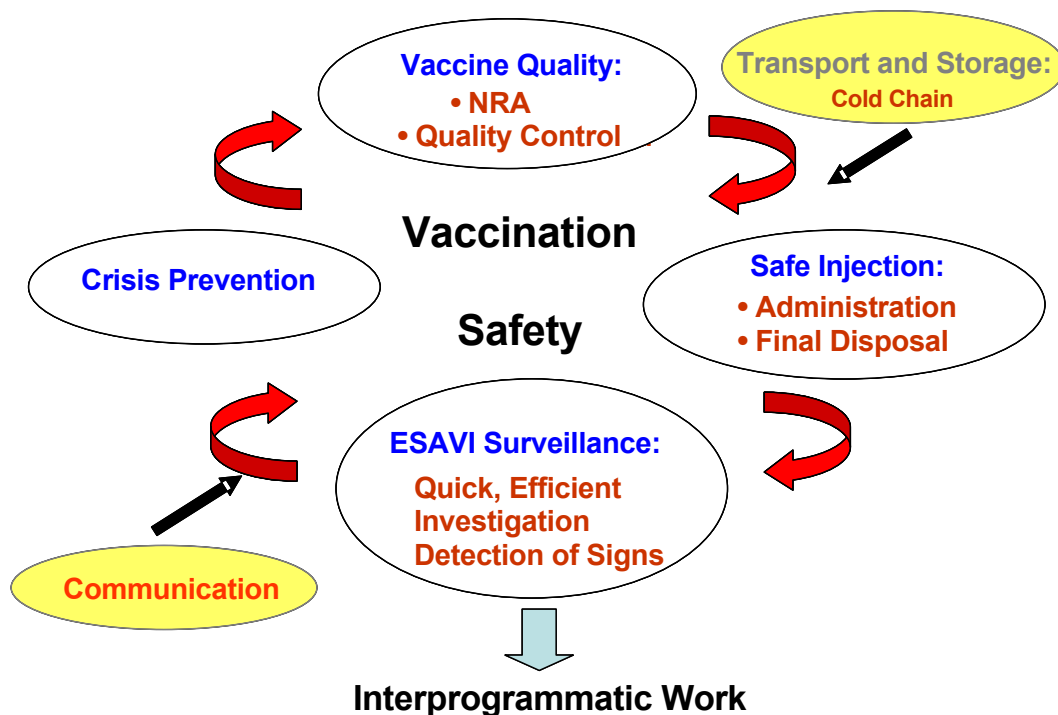 Vaccine Quality:
• NRA
• Quality Control
Transport and Storage:
Cold Chain
Vaccination
Safety
Crisis Prevention
Safe Injection:
• Administration
• Final Disposal
ESAVI Surveillance:
Quick, Efficient
Investigation
Detection of Signs
Communication
Interprogrammatic Work